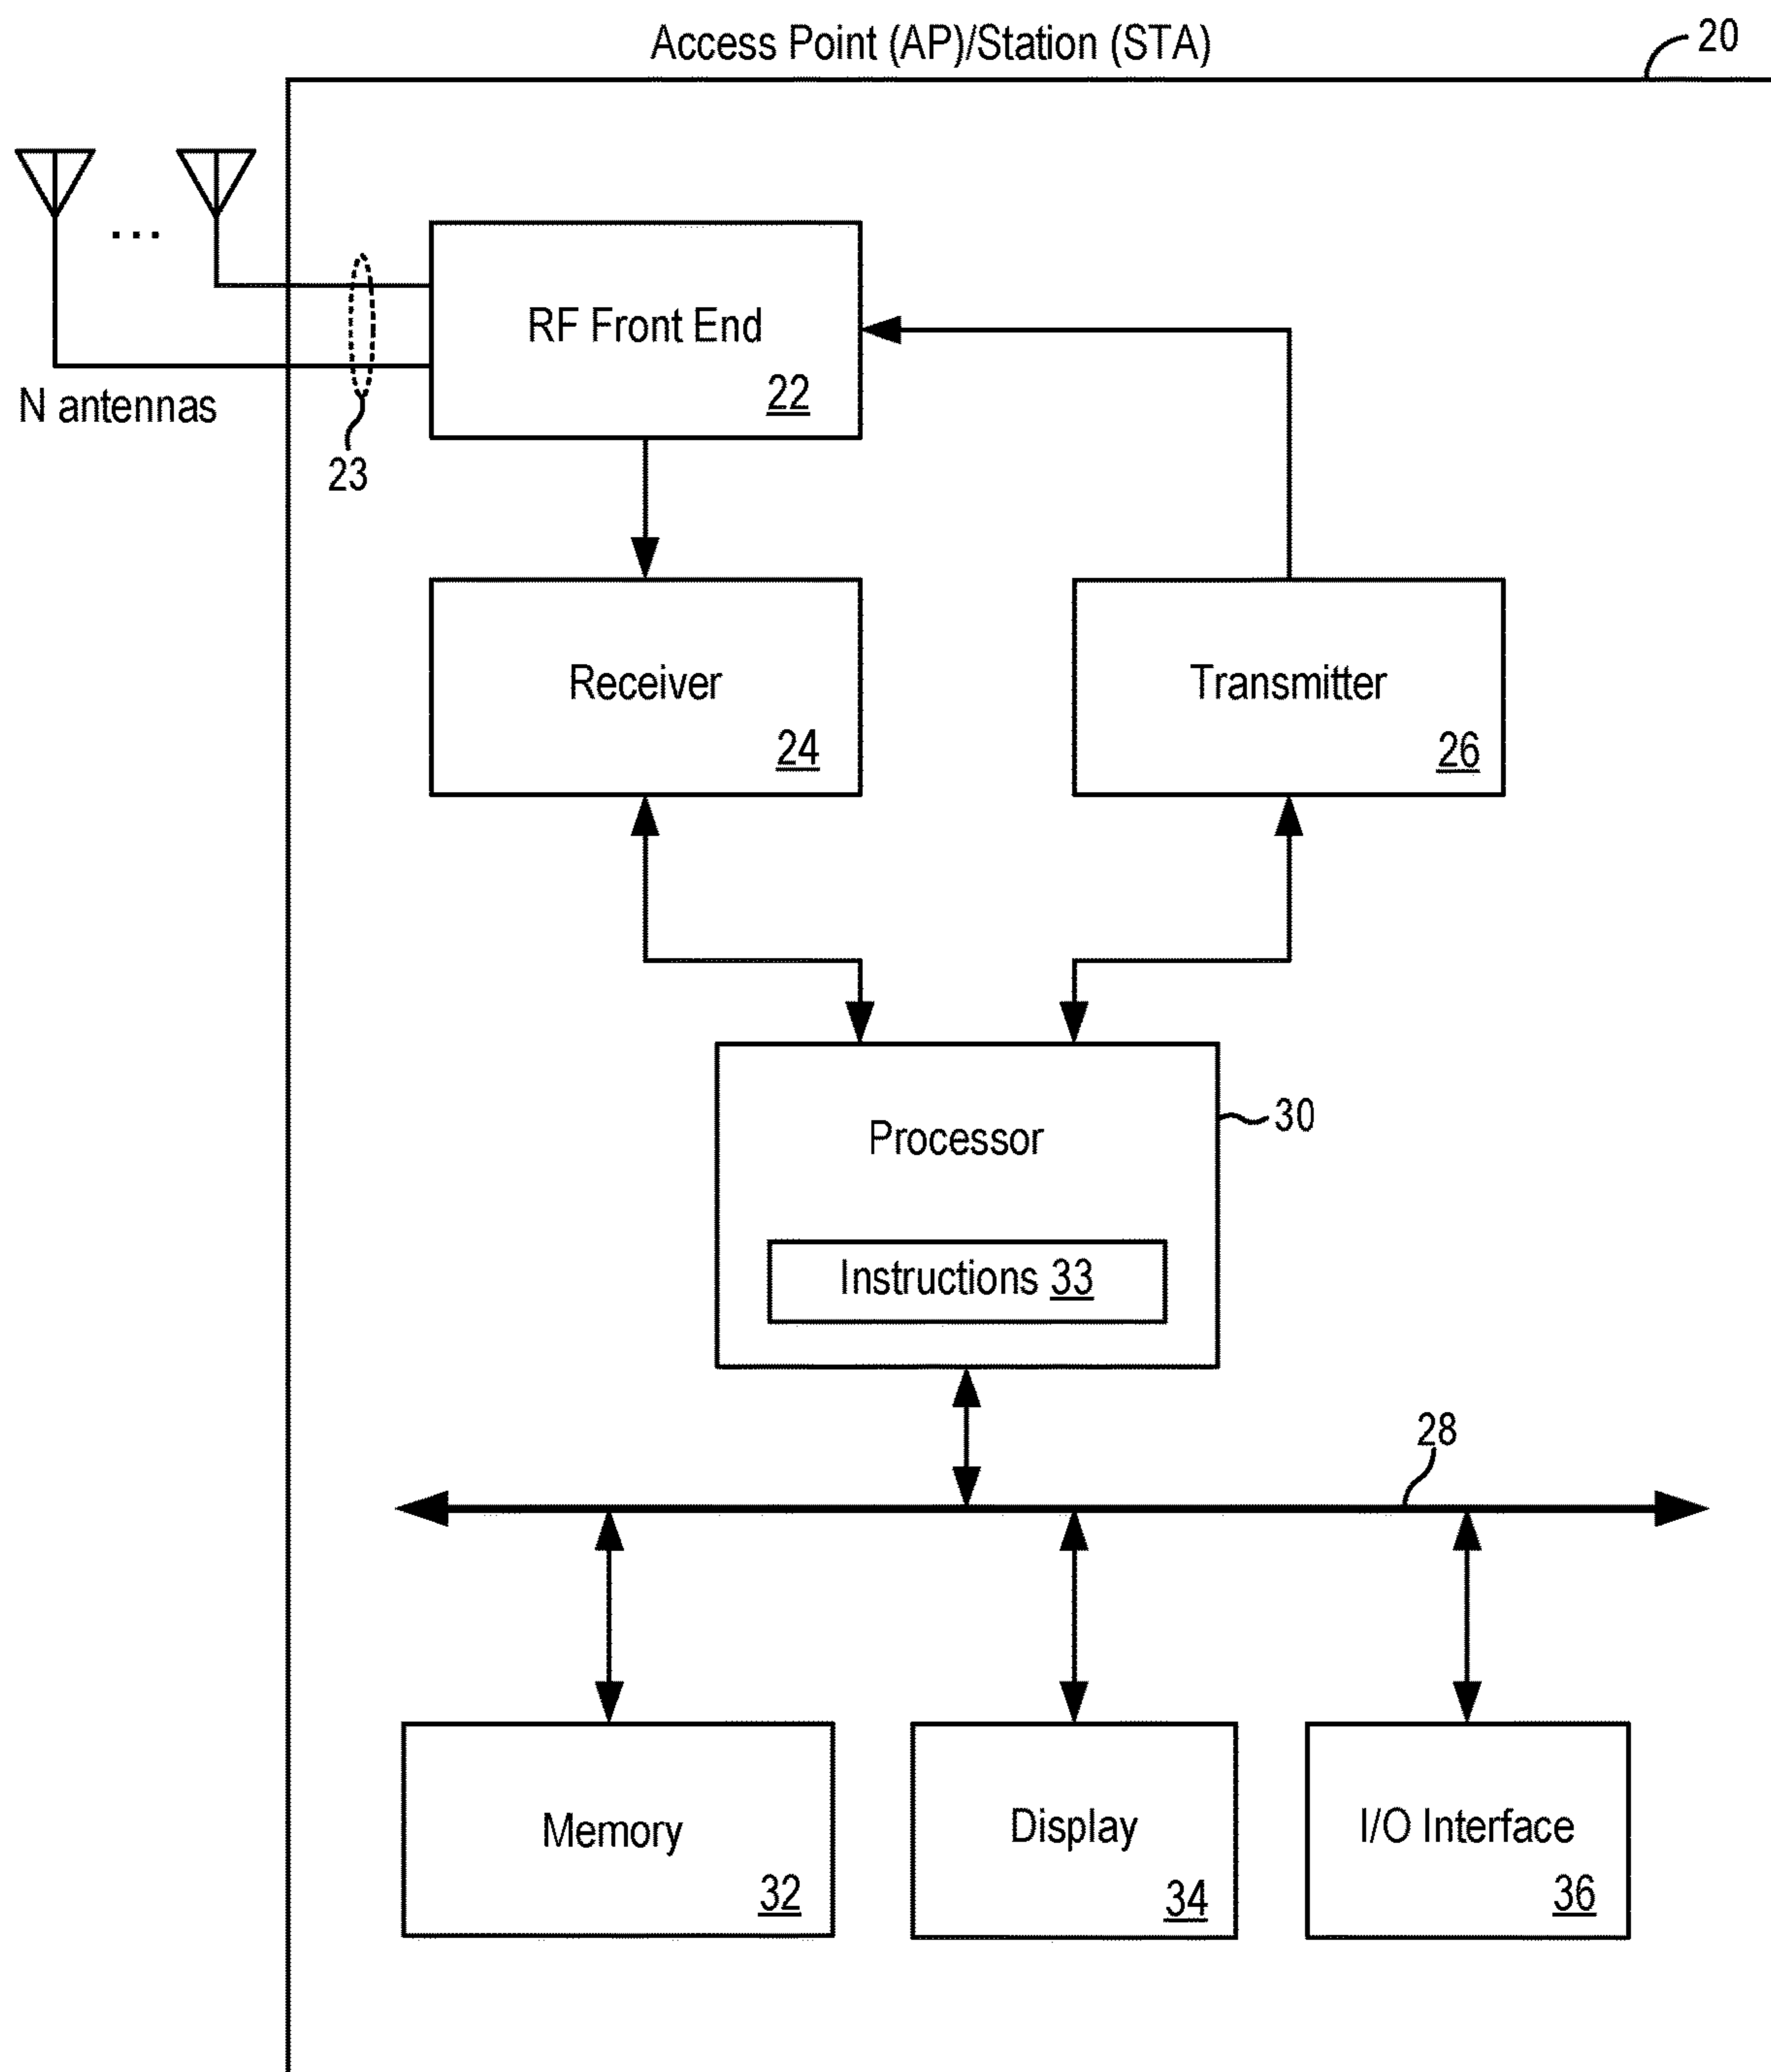 Access Point (AP)/Station (STA)
20
...
RF Front End
22
N antennas
23
Receiver
24
Transmitter
26
Processor
30
Instructions 33
28
Memory
32
Display
34
I/O Interface
36